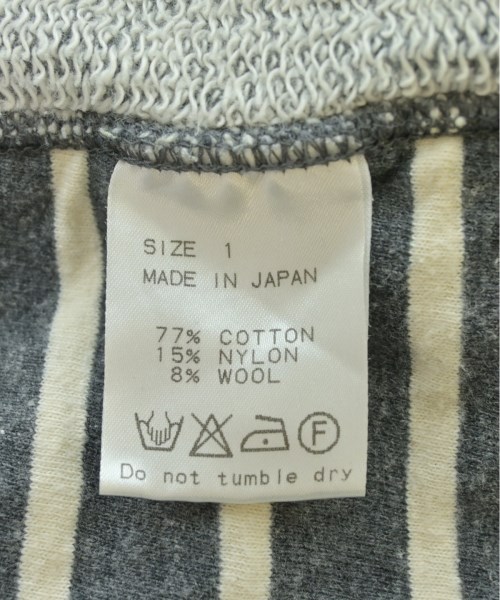 SIZE 1
MADE IN JAPAN
77% COTTON
15% NYLON
8% WOOL
F
Do not tumble dry